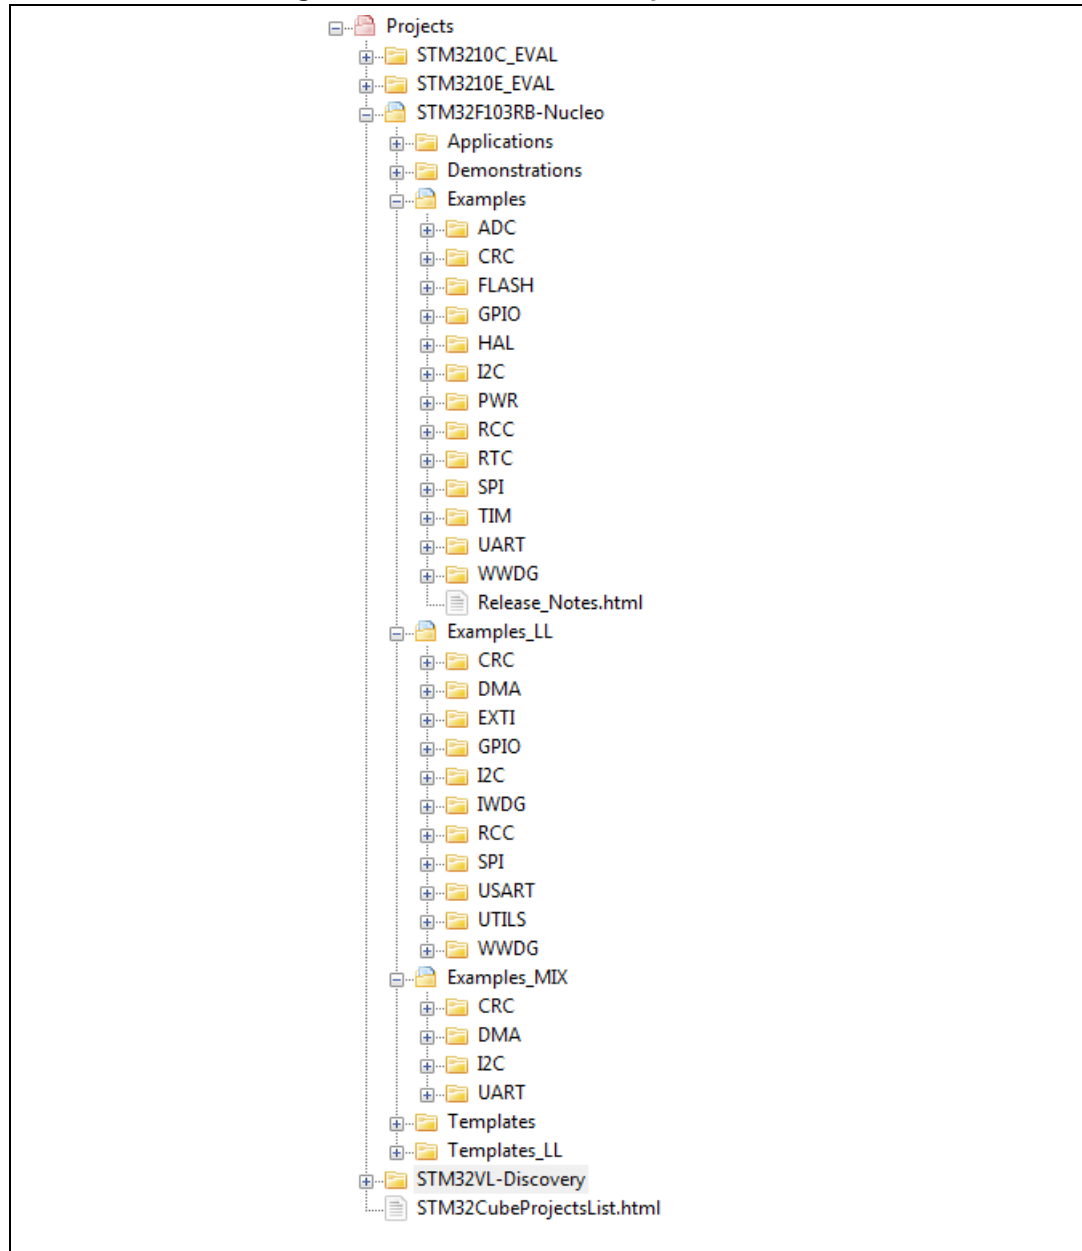 Projects
STM3210C_EVAL
STM3210E_EVAL
STM32F103RB-Nucleo
Applications
Demonstrations
Examples
ADC
CRC
FLASH
GPIO
HAL
I2C
PWR
RCC
RTC
SPI
TIM
UART
WWDG
Release_Notes.html
Examples_LL
CRC
DMA
EXTI
GPIO
I2C
IWDG
RCC
SPI
USART
UTILS
WWDG
Examples_MIX
CRC
DMA
I2C
UART
Templates
Templates_LL
STM32VL-Discovery
STM32CubeProjectsList.html